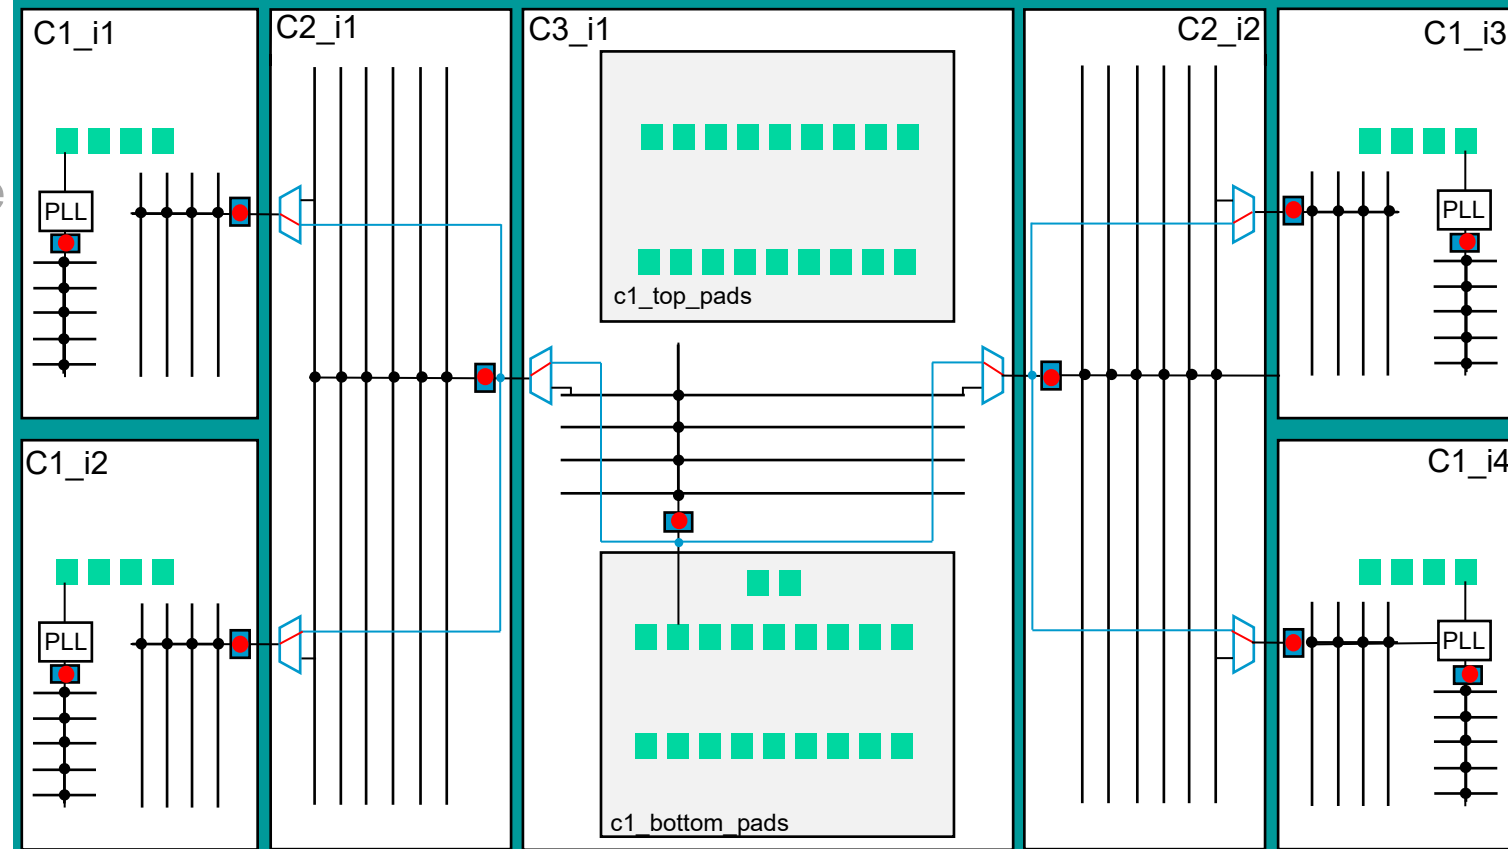 C1_i1
C2_i1
C3_i1
C2_i2
C1_i3
c1_top_pads
PLL
PLL
C1_i2
C1_i4
PLL
PLL
c1_bottom_pads